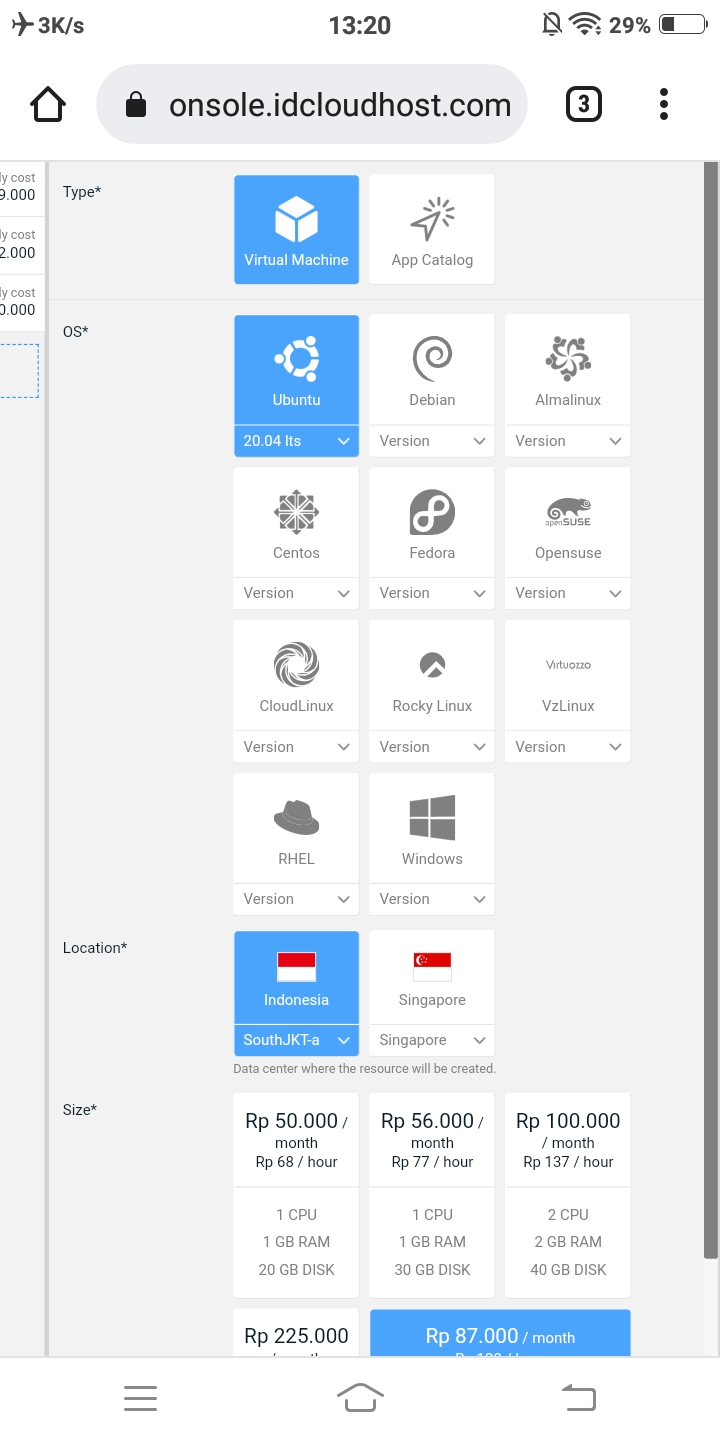 3K/s 13:20 29%
onsole.idcloudhost.com 3
ly cost
9.000
ly cost
2.000
ly cost
0.000
Type*
Virtual Machine App Catalog
OS*
Ubuntu Debian Almalinux
20.04 lts Version Version
openSUSE
Centos Fedora Opensuse
Version Version Version
Virtuozzo
CloudLinux Rocky Linux VzLinux
Version Version Version
RHEL Windows
Version Version
Location*
Indonesia Singapore
SouthJKT-a Singapore
Data center where the resource will be created.
Size*
Rp 50.000 / Rp 56.000 / Rp 100.000
month month / month
Rp 68 / hour Rp 77 / hour Rp 137 / hour
1 CPU 1 CPU 2 CPU
1 GB RAM 1 GB RAM 2 GB RAM
20 GB DISK 30 GB DISK 40 GB DISK
Rp 225.000 Rp 87.000 / month